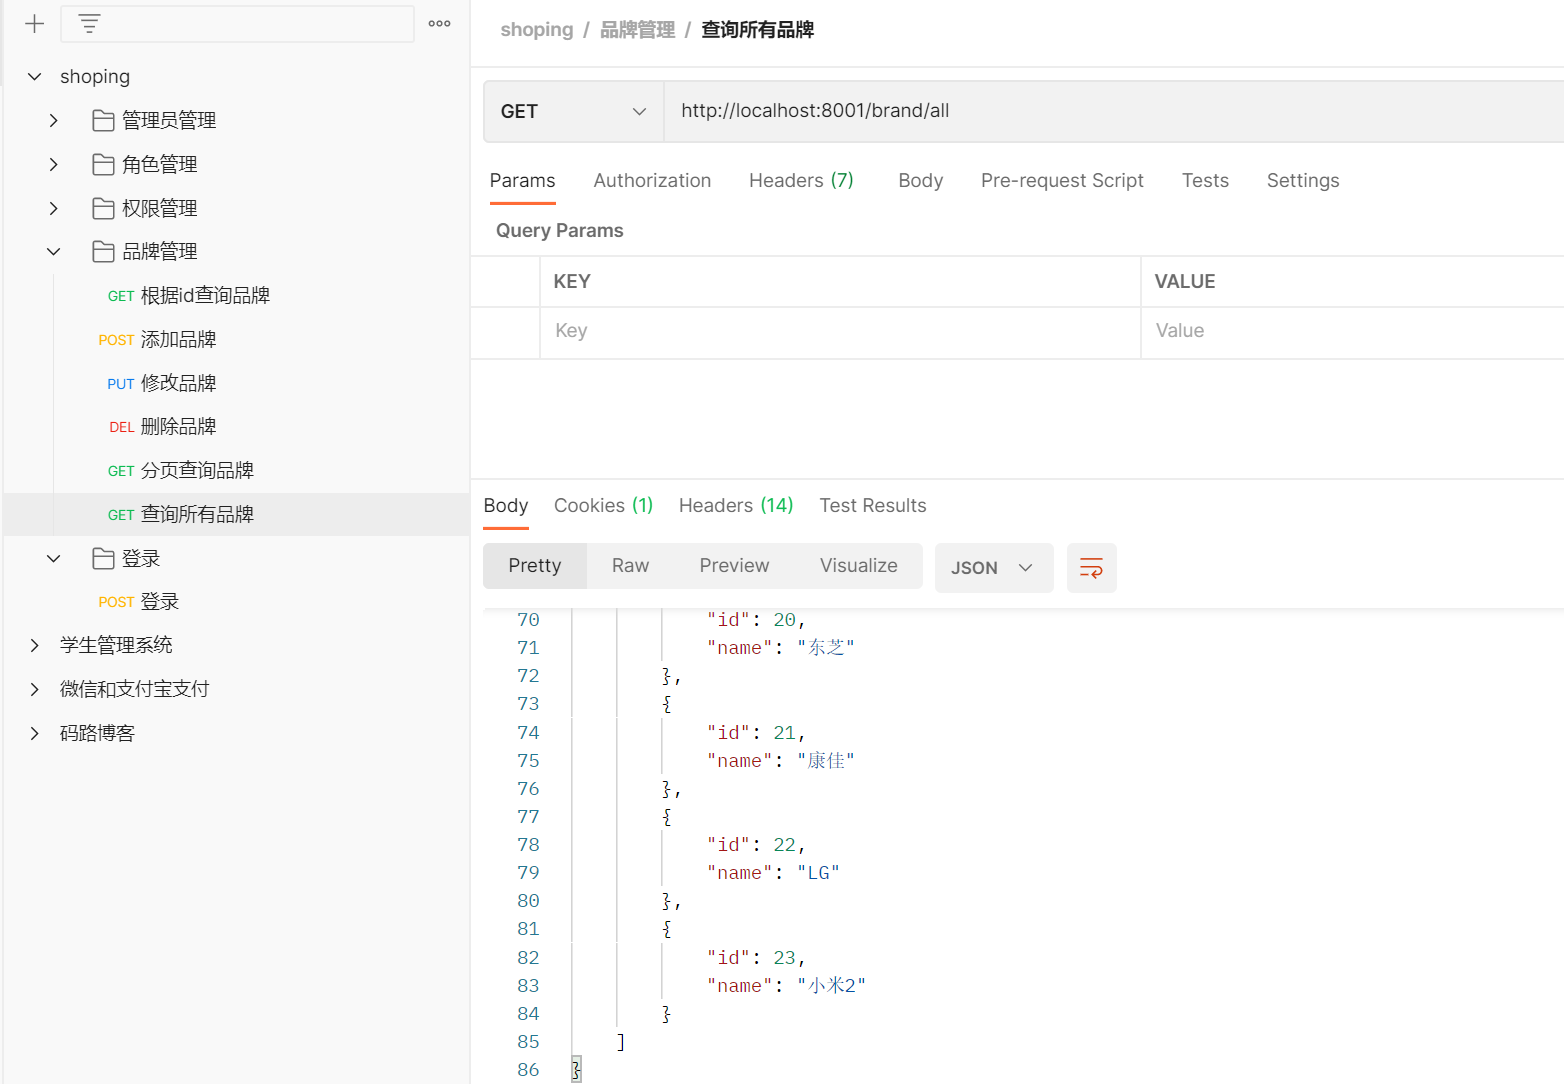 shoping
管理员管理
角色管理
权限管理
品牌管理
GET 根据id查询品牌
POST 添加品牌
PUT 修改品牌
DEL 删除品牌
GET 分页查询品牌
GET 查询所有品牌
登录
POST 登录
学生管理系统
微信和支付宝支付
码路博客
shoping / 品牌管理 / 查询所有品牌
GET http://localhost:8001/brand/all
Params Authorization Headers (7) Body Pre-request Script Tests Settings
Query Params
KEY VALUE
Key Value
Body Cookies (1) Headers (14) Test Results
Pretty Raw Preview Visualize JSON
70 "id": 20,
71 "name": "东芝"
72 },
73 {
74 "id": 21,
75 "name": "康佳"
76 },
77 {
78 "id": 22,
79 "name": "LG"
80 },
81 {
82 "id": 23,
83 "name": "小米2"
84 }
85 ]
86 }